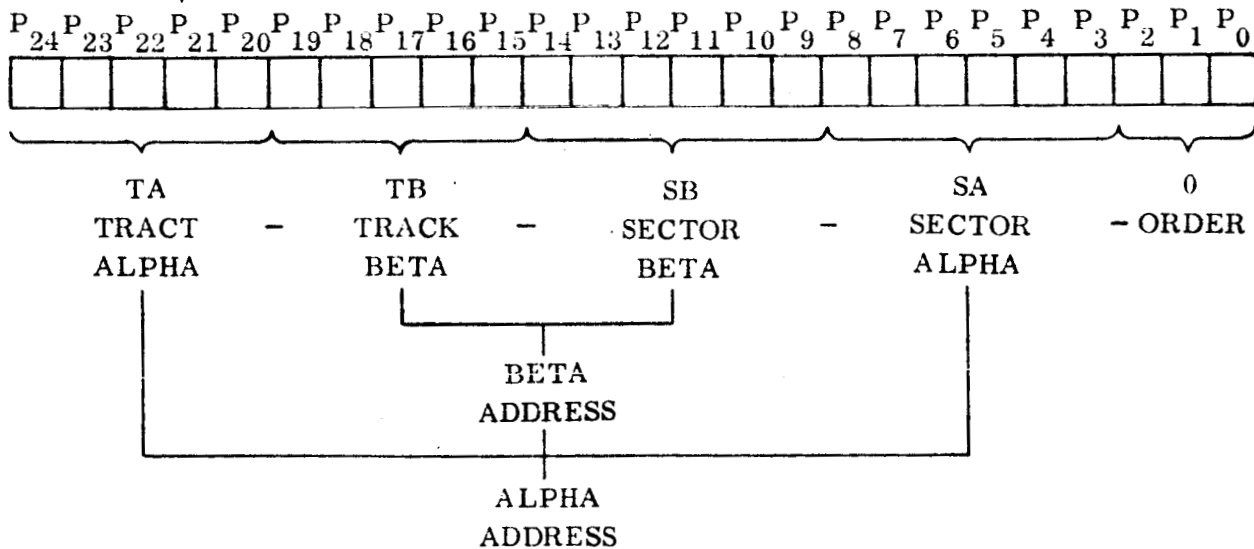 P24 P23 P22 P21 P20 P19 P18 P17 P16 P15 P14 P13 P12 P11 P10 P9 P8 P7 P6 P5 P4 P3 P2 P1 P0
TA TB SB SA 0
TRACT - TRACK - SECTOR - SECTOR - ORDER
ALPHA BETA BETA ALPHA
BETA
ADDRESS
ALPHA
ADDRESS